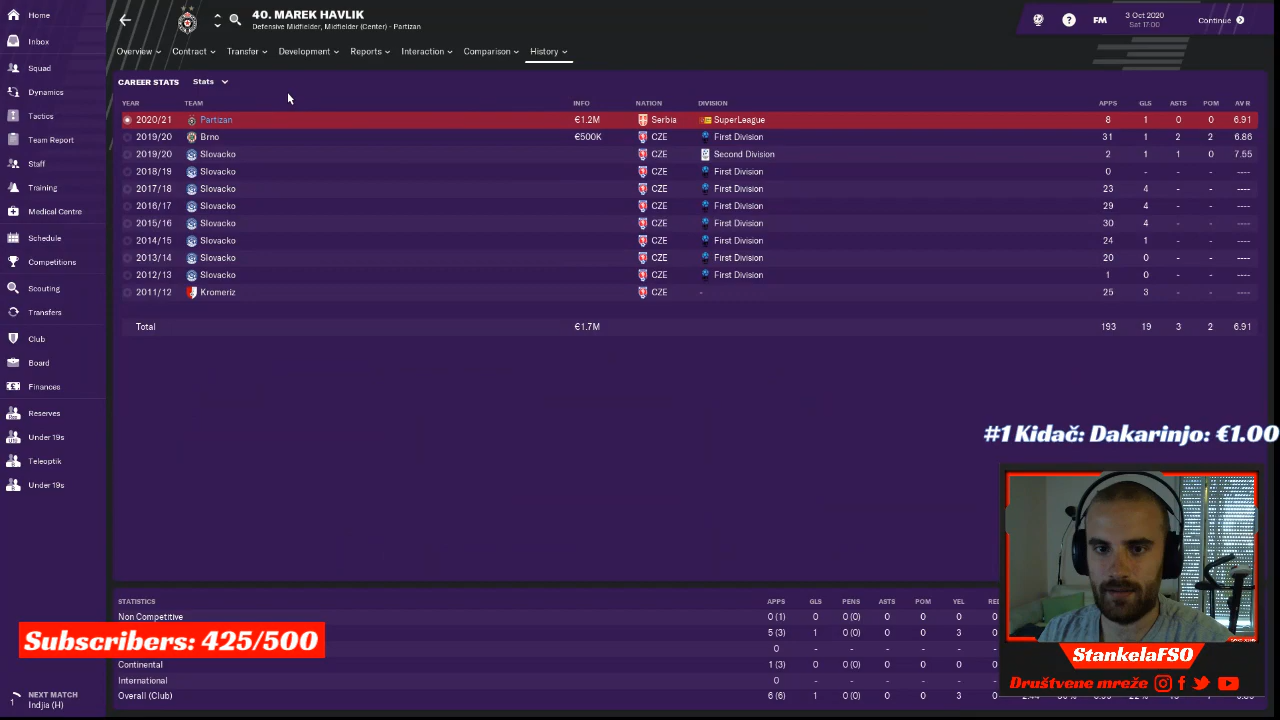 40. MAREK HAVLIK
Defensive Midfielder, Midfielder (Center) - Partizan
FM
3 Oct 2020
Sat 17:00
Continue
Home
Inbox
Squad
Dynamics
Tactics
Team Report
Staff
Training
Medical Centre
Schedule
Competitions
Scouting
Transfers
Club
Board
Finances
Reserves
Under 19s
Teleoptik
Under 19s
NEXT MATCH
1 Indjia (H)
Overview Contract Transfer Development Reports Interaction Comparison History
CAREER STATS Stats
YEAR TEAM INFO NATION DIVISION APPS GLS ASTS POM AV R
2020/21 Partizan €1.2M Serbia SuperLeague 8 1 0 0 6.91
2019/20 Brno €500K CZE First Division 31 1 2 2 6.86
2019/20 Slovacko CZE Second Division 2 1 1 0 7.55
2018/19 Slovacko CZE First Division 0 - - - ----
2017/18 Slovacko CZE First Division 23 4 - - ----
2016/17 Slovacko CZE First Division 29 4 - - ----
2015/16 Slovacko CZE First Division 30 4 - - ----
2014/15 Slovacko CZE First Division 24 1 - - ----
2013/14 Slovacko CZE First Division 20 0 - - ----
2012/13 Slovacko CZE First Division 1 0 - - ----
2011/12 Kromeriz CZE - 25 3 - - ----
Total €1.7M 193 19 3 2 6.91
#1 Kidač: Dakarinjo: €1.00
STATISTICS APPS GLS PENS ASTS POM YEL
Non Competitive 0 (1) 0 0 (0) 0 0 0
5 (3) 1 0 (0) 0 0 3
0 0 0 (0) 0 0 0
Continental 1 (3) 0 0 (0) 0 0 0
International 0 0 0 (0) 0 0 0
Overall (Club) 6 (6) 1 0 (0) 0 0 3
Subscribers: 425/500
StankelaFSO
Društvene mreže